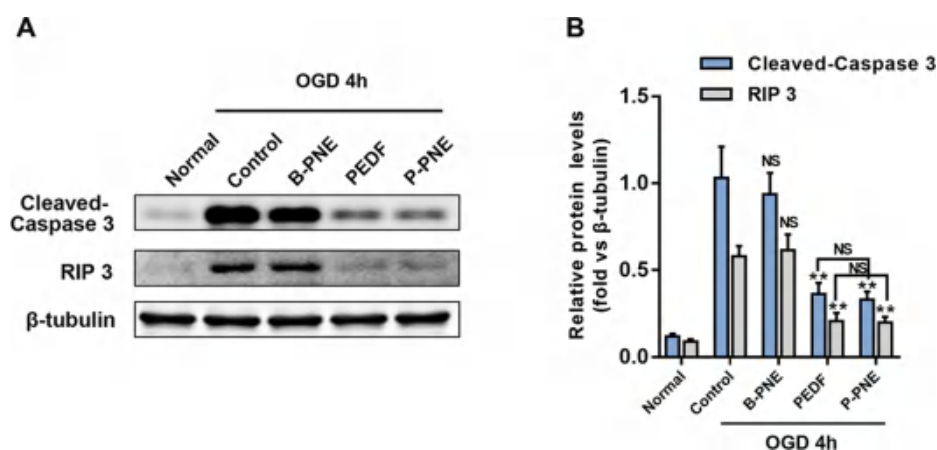 A
OGD 4h
Normal
Control
B-PNE
PEDF
P-PNE
Cleaved-
Caspase 3
RIP 3
β-tubulin
B
Cleaved-Caspase 3
RIP 3
Relative protein levels
(fold vs β-tubulin)
1.5
1.0
0.5
0.0
NS
NS
NS
NS
**
**
**
**
Normal
Control
B-PNE
PEDF
P-PNE
OGD 4h